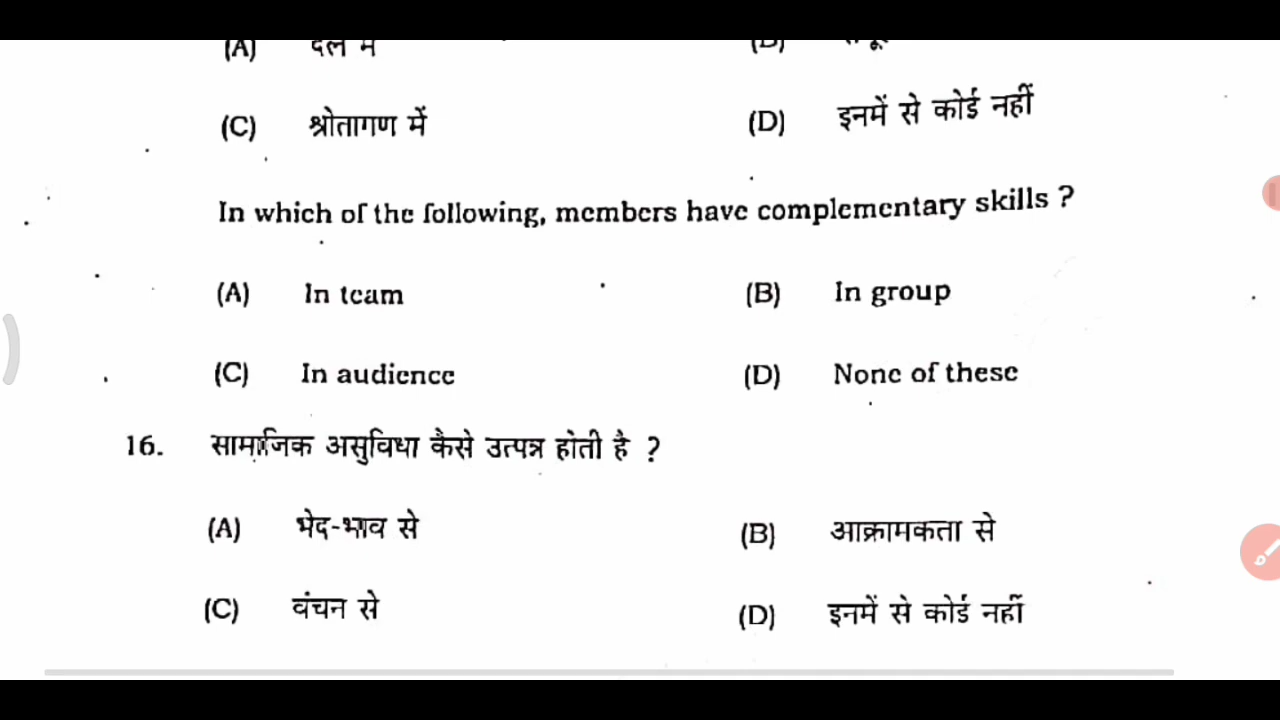 (A) दल में
(C) श्रोतागण में (D) इनमें से कोई नहीं
In which of the following, members have complementary skills ?
(A) In team (B) In group
(C) In audience (D) None of these
16. सामाजिक असुविधा कैसे उत्पन्न होती है ?
(A) भेद-भाव से (B) आक्रामकता से
(C) वंचन से (D) इनमें से कोई नहीं